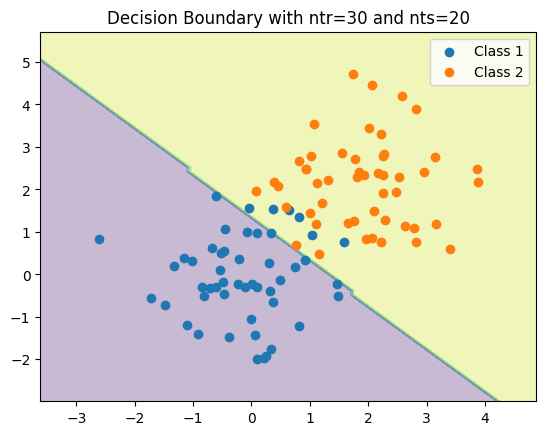 Decision Boundary with ntr=30 and nts=20
Class 1
Class 2
5
4
3
2
1
0
−1
−2
−3 −2 −1 0 1 2 3 4